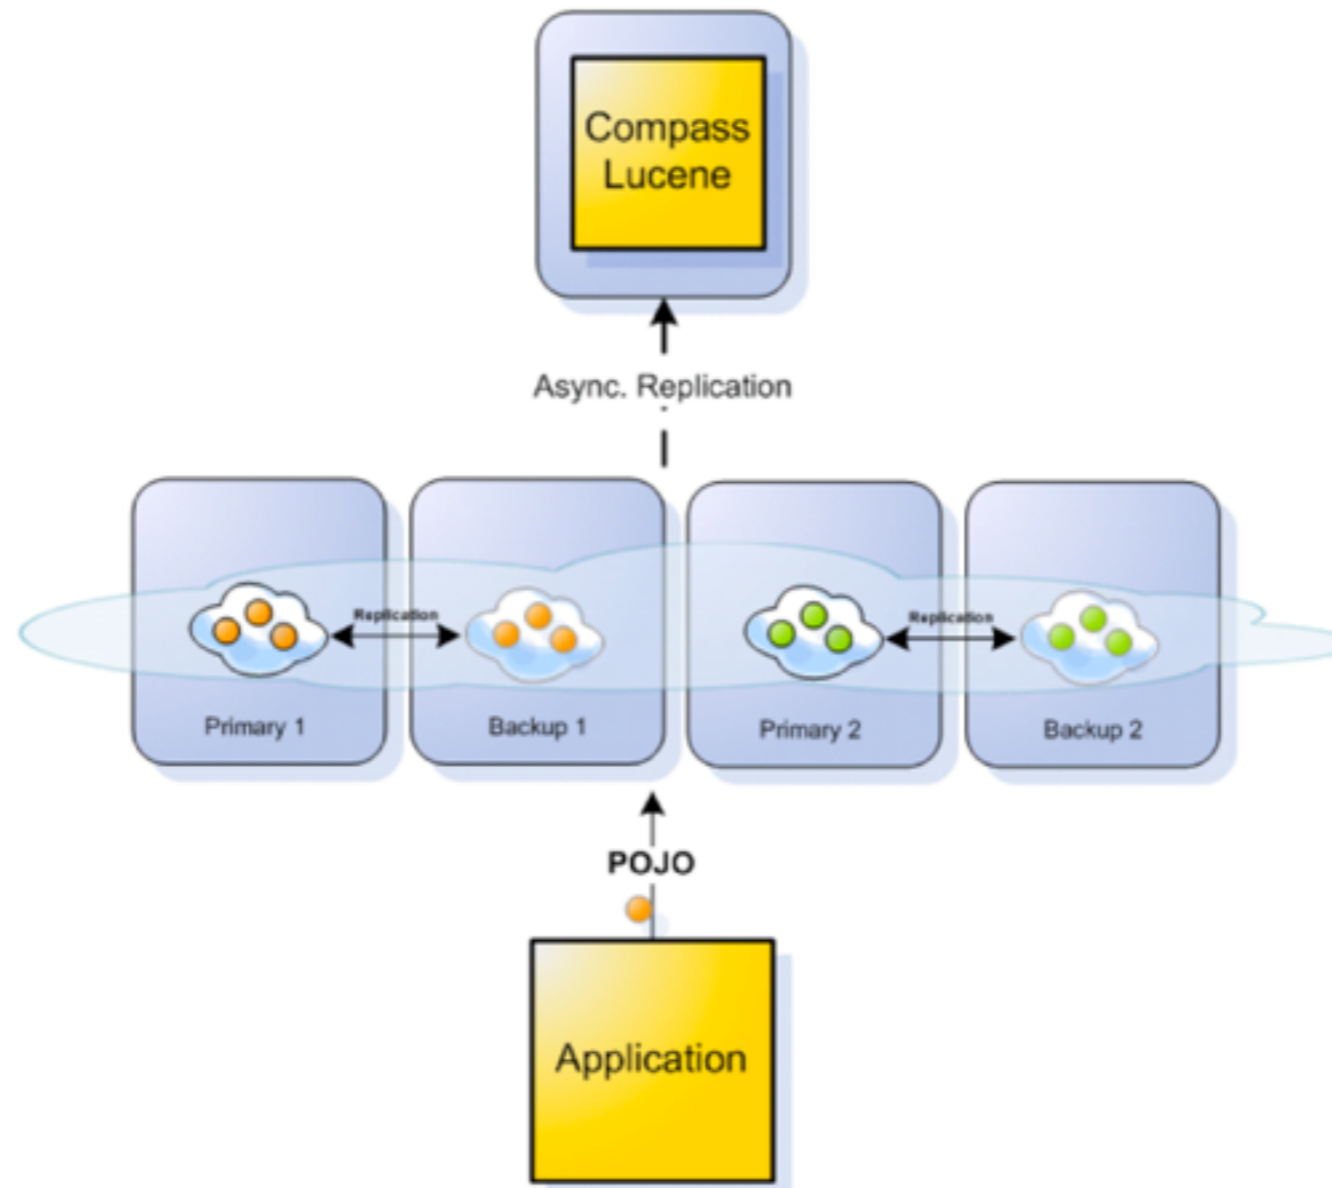 Compass
Lucene
Async. Replication
Replication
Replication
Primary 1
Backup 1
Primary 2
Backup 2
POJO
Application